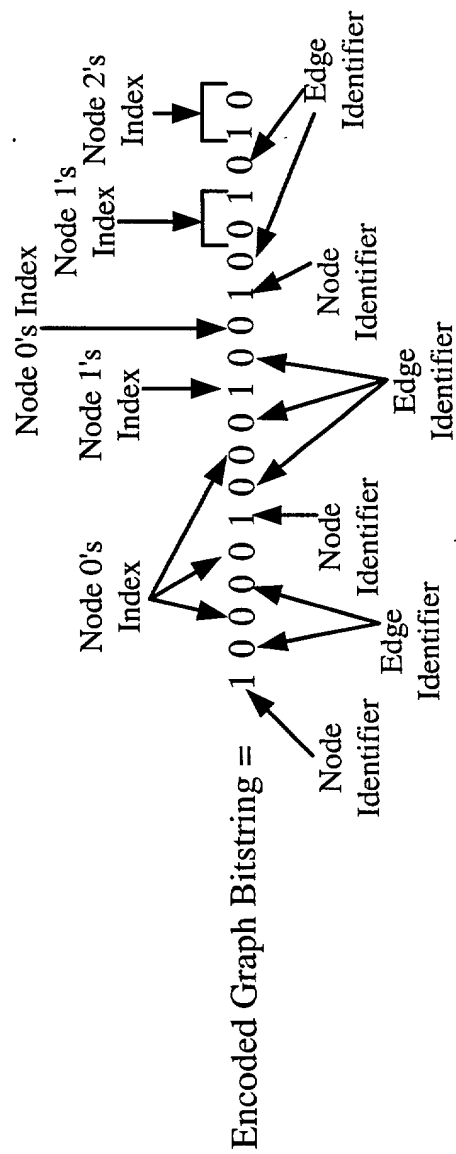 Node 0's Index
Node 0's
Index
Node 1's
Index
Node 1's
Index
Node 2's
Index
Encoded Graph Bitstring = 1 0 0 0 0 1 0 0 0 1 0 0 1 0 0 1 0 1 0
Node
Identifier
Edge
Identifier
Node
Identifier
Edge
Identifier
Node
Identifier
Edge
Identifier